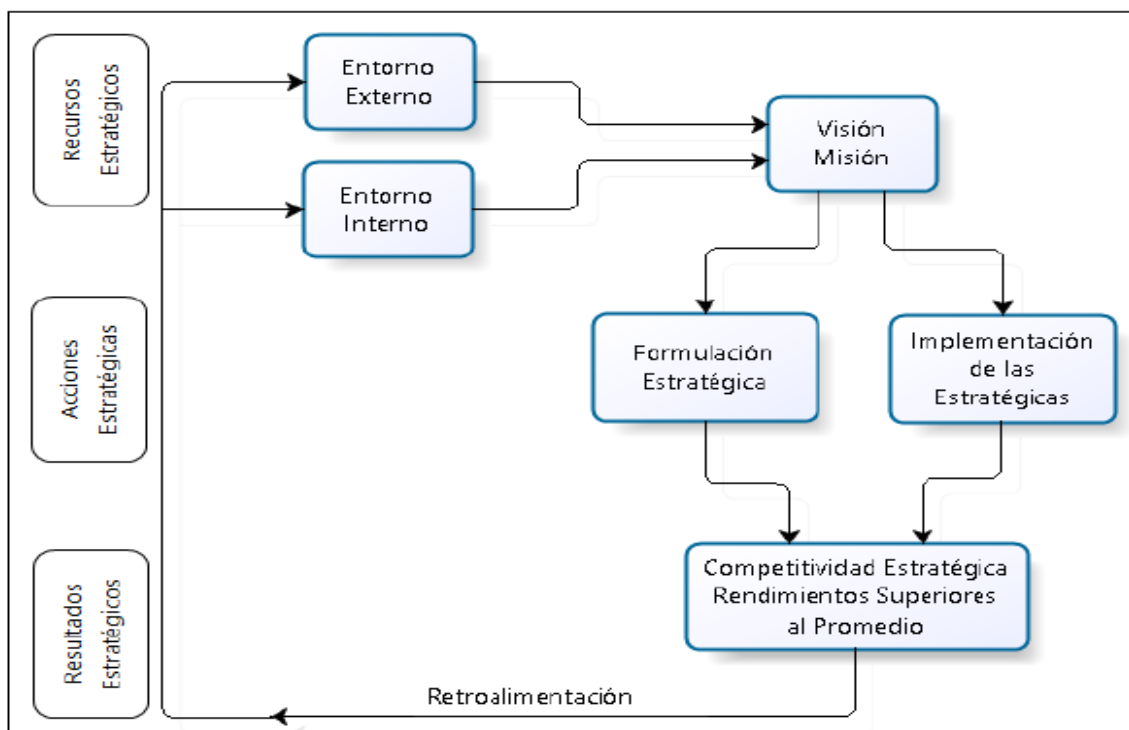 Recursos
Estratégicos
Entorno
Externo
Visión
Misión
Entorno
Interno
Acciones
Estratégicas
Formulación
Estratégica
Implementación
de las
Estratégicas
Resultados
Estratégicos
Competitividad Estratégica
Rendimientos Superiores
al Promedio
Retroalimentación